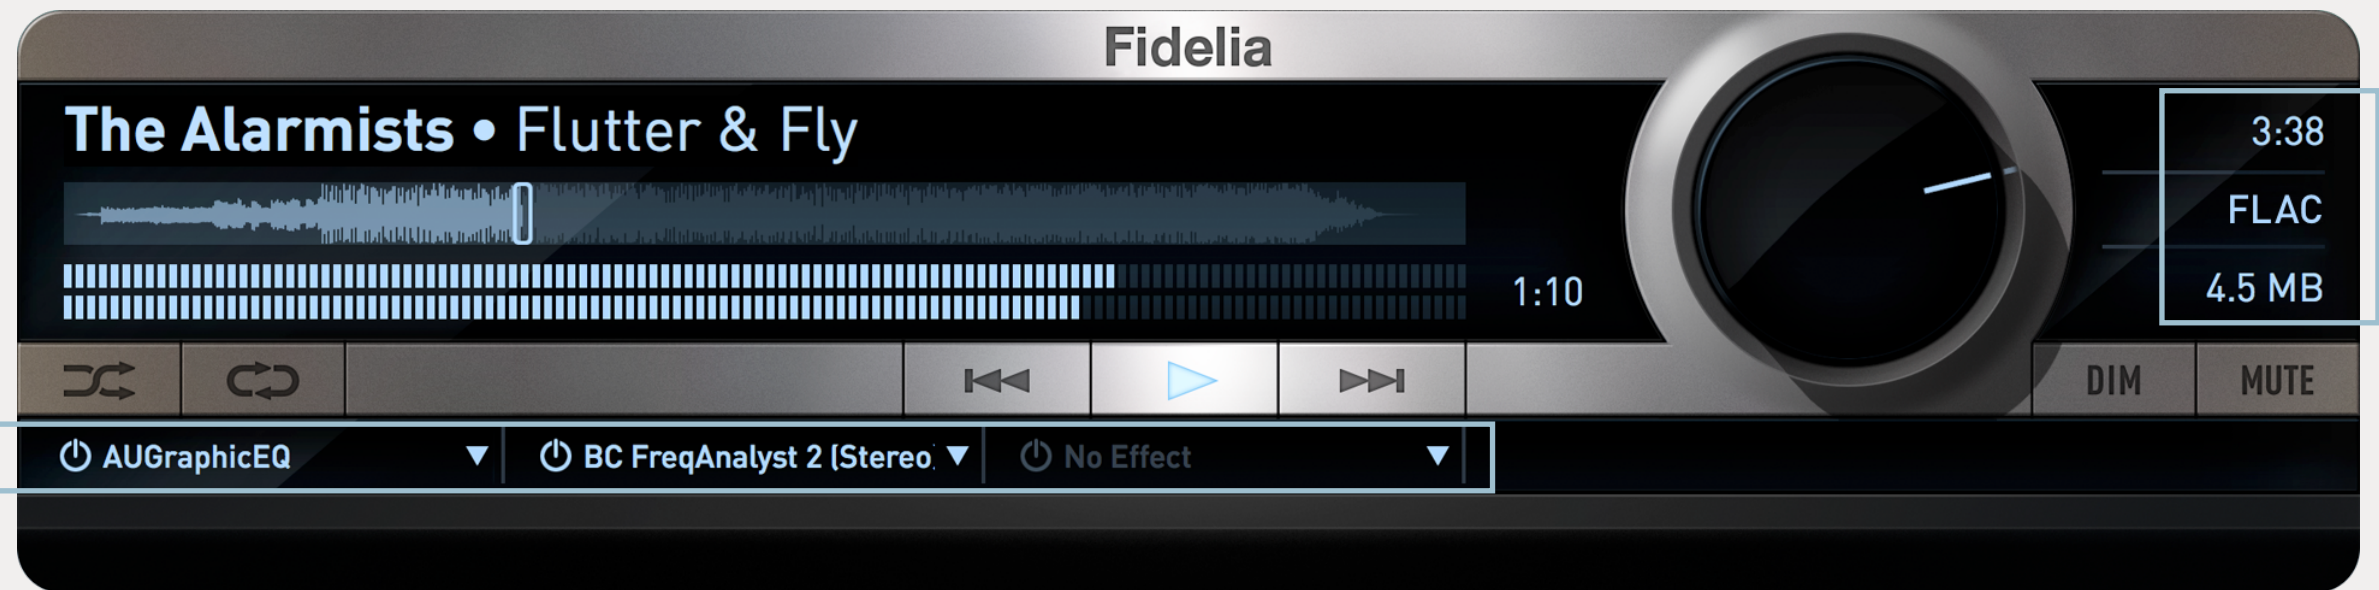 Fidelia
The Alarmists • Flutter & Fly
3:38
FLAC
4.5 MB
1:10
DIM MUTE
AUGraphicEQ BC FreqAnalyst 2 (Stereo No Effect